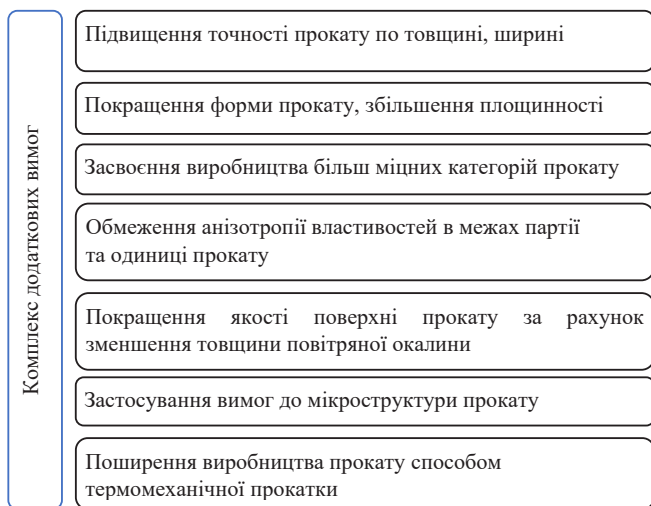 Комплекс додаткових вимог
Підвищення точності прокату по товщині, ширині
Покращення форми прокату, збільшення площинності
Засвоєння виробництва більш міцних категорій прокату
Обмеження анізотропії властивостей в межах партії
та одиниці прокату
Покращення якості поверхні прокату за рахунок
зменшення товщини повітряної окалини
Застосування вимог до мікроструктури прокату
Поширення виробництва прокату способом
термомеханічної прокатки